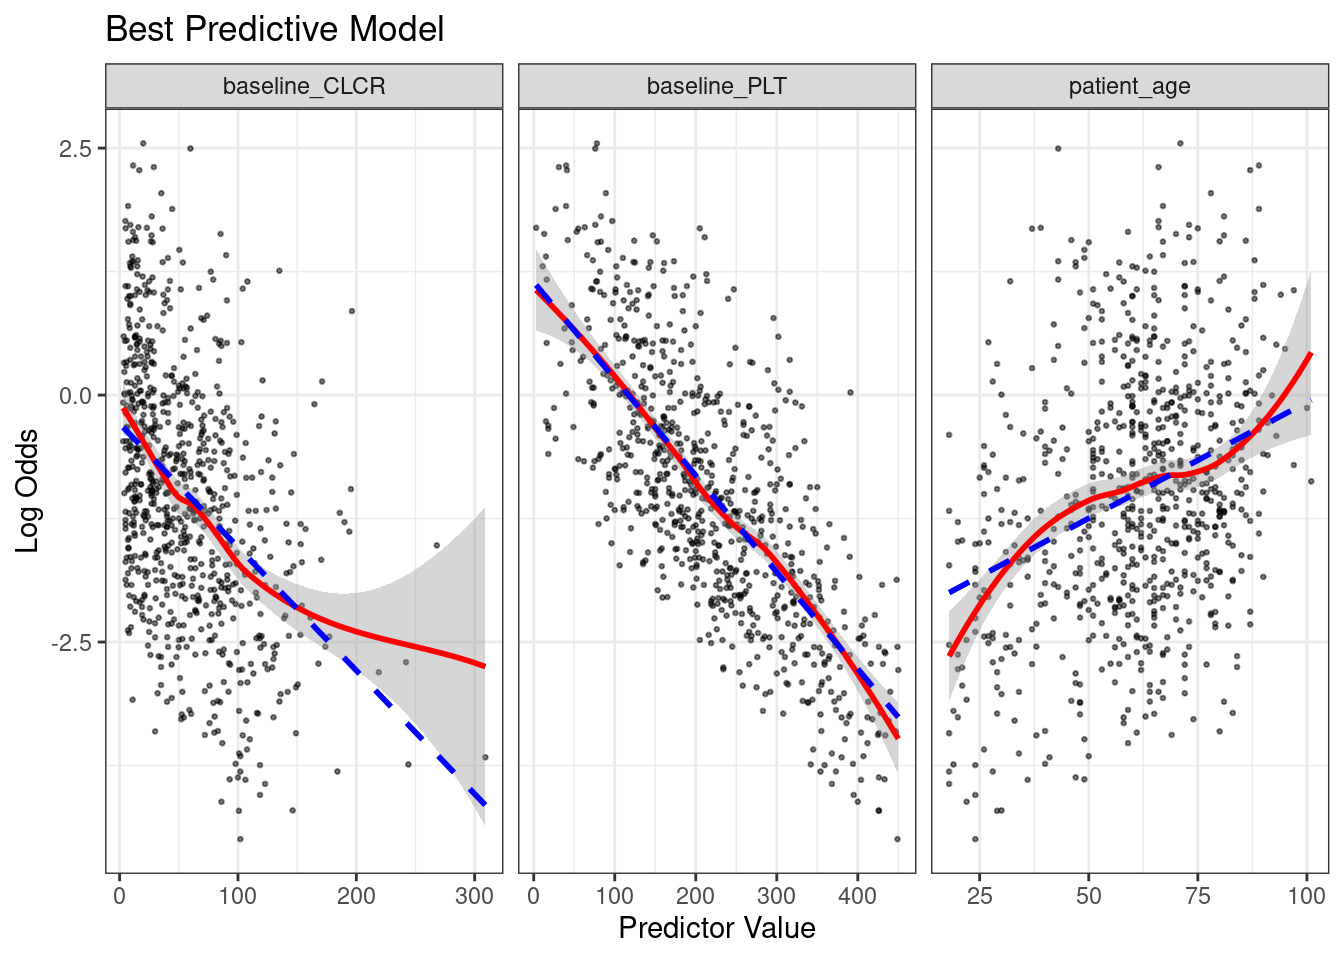 Best Predictive Model
baseline_CLCR
baseline_PLT
patient_age
2.5
0.0
-2.5
Log Odds
0 100 200 300
0 100 200 300 400
25 50 75 100
Predictor Value